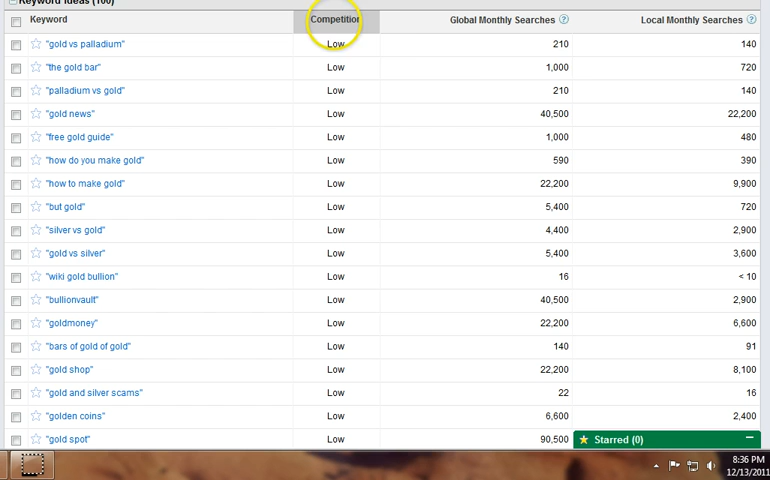 Keyword Ideas (100)
Keyword Competition Global Monthly Searches ? Local Monthly Searches ?
"gold vs palladium" Low 210 140
"the gold bar" Low 1,000 720
"palladium vs gold" Low 210 140
"gold news" Low 40,500 22,200
"free gold guide" Low 1,000 480
"how do you make gold" Low 590 390
"how to make gold" Low 22,200 9,900
"but gold" Low 5,400 720
"silver vs gold" Low 4,400 2,900
"gold vs silver" Low 5,400 3,600
"wiki gold bullion" Low 16 < 10
"bullionvault" Low 40,500 2,900
"goldmoney" Low 22,200 6,600
"bars of gold of gold" Low 140 91
"gold shop" Low 22,200 8,100
"gold and silver scams" Low 22 16
"golden coins" Low 6,600 2,400
"gold spot" Low 90,500
Starred (0)
8:36 PM
12/13/2011